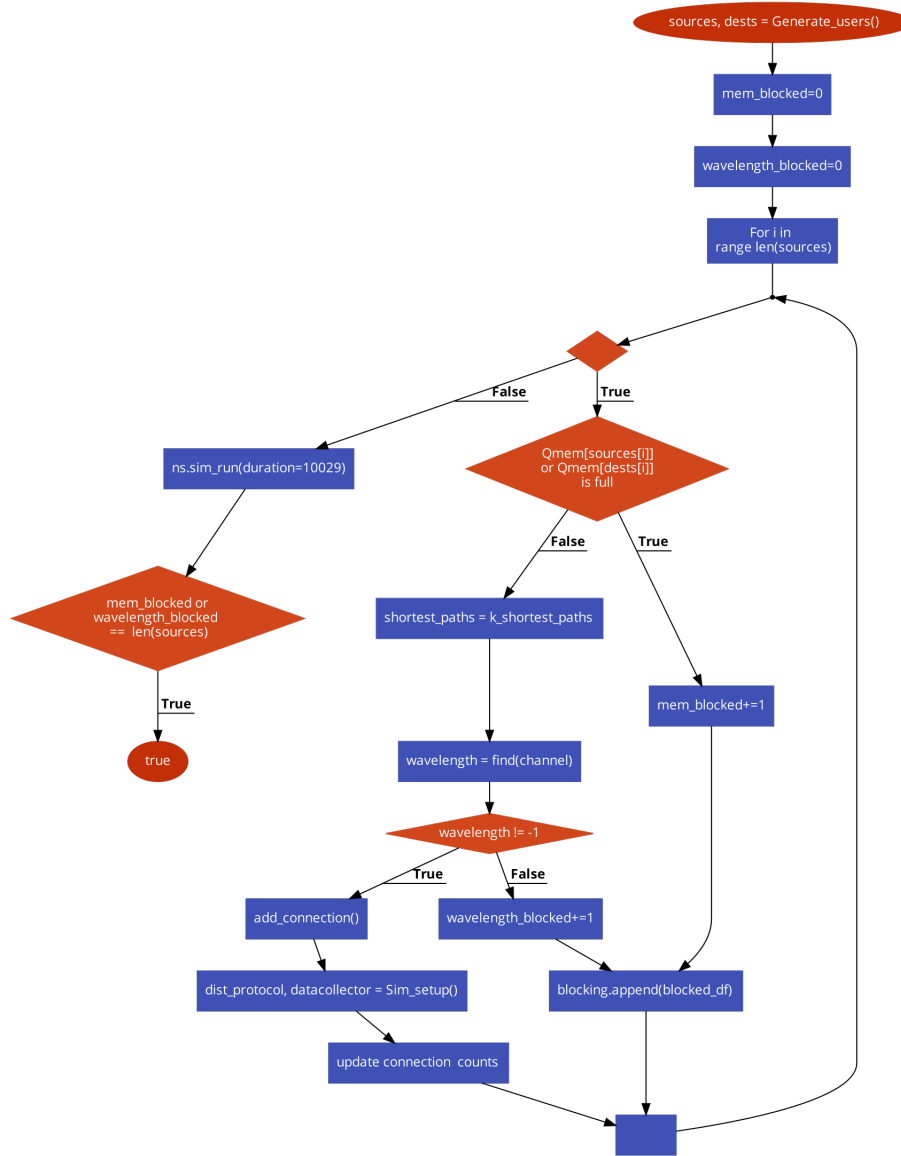 sources, dests = Generate_users()
mem_blocked=0
wavelength_blocked=0
For i in
range len(sources)
False
True
ns.sim_run(duration=10029)
Qmem[sources[i]]
or Qmem[dests[i]]
is full
False
True
mem_blocked or
wavelength_blocked
== len(sources)
shortest_paths = k_shortest_paths
True
mem_blocked+=1
true
wavelength = find(channel)
wavelength != -1
True
False
add_connection()
wavelength_blocked+=1
dist_protocol, datacollector = Sim_setup()
blocking.append(blocked_df)
update connection  counts